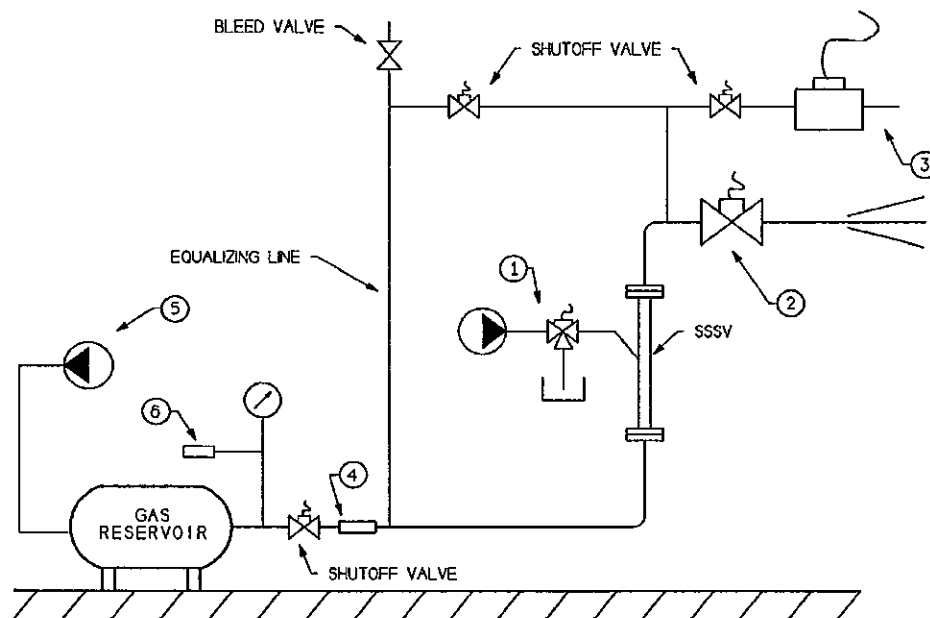 BLEED VALVE
SHUTOFF VALVE
3
EQUALIZING LINE
1
2
5
SSSV
6
4
GAS
RESERVOIR
SHUTOFF VALVE